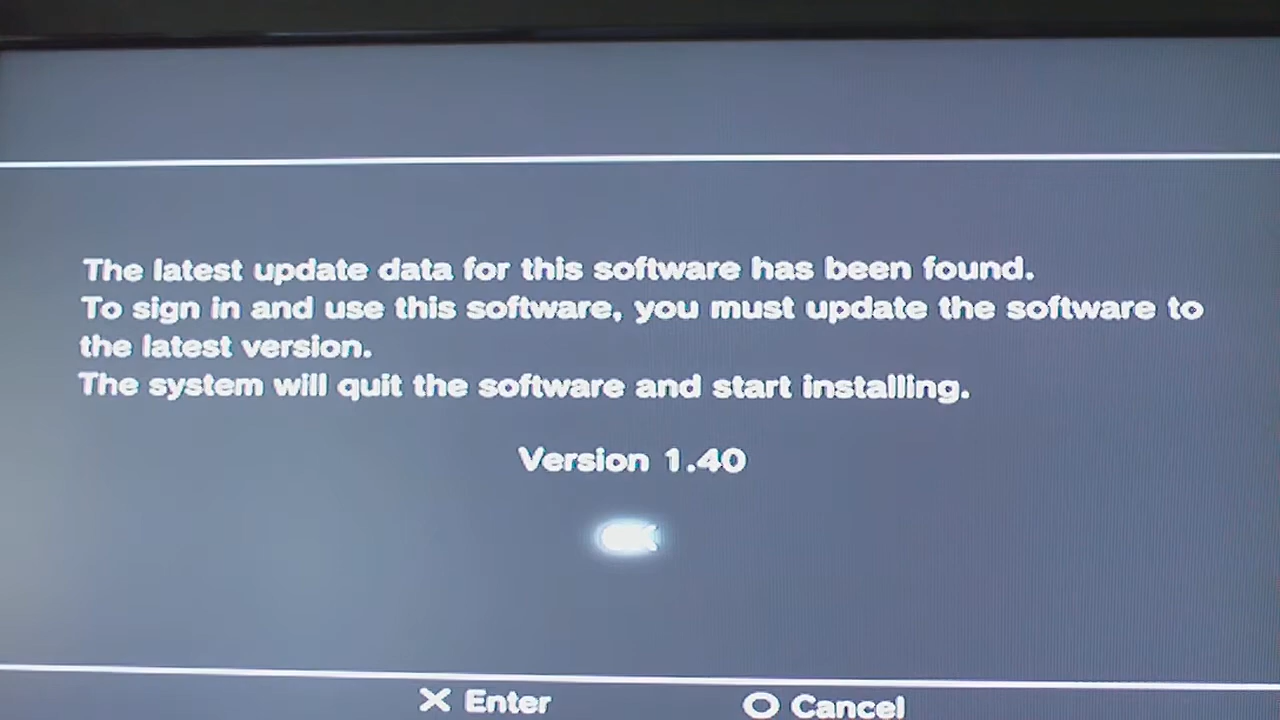 The latest update data for this software has been found.
To sign in and use this software, you must update the software to
the latest version.
The system will quit the software and start installing.
Version 1.40
OK
X Enter
O Cancel